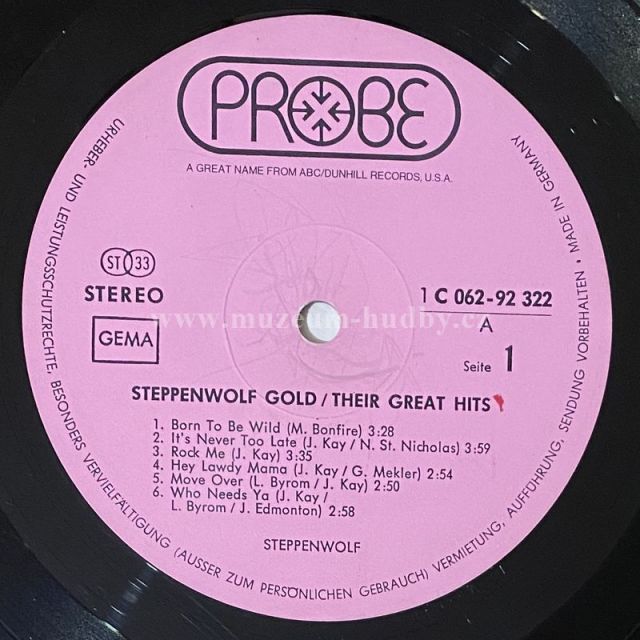 PROBE
A GREAT NAME FROM ABC/DUNHILL RECORDS, U.S.A.
URHEBER- UND LEISTUNGSSCHUTZRECHTE, BESONDERS VERVIELFÄLTIGUNG (AUSSER ZUM PERSÖNLICHEN GEBRAUCH) VERMIETUNG, AUFFÜHRUNG, SENDUNG VORBEHALTEN • MADE IN GERMANY
ST 33
STEREO
GEMA
1 C 062-92 322
A
Seite 1
www.muzeum-hudby.cz
STEPPENWOLF GOLD / THEIR GREAT HITS
1. Born To Be Wild (M. Bonfire) 3:28
2. It's Never Too Late (J. Kay / N. St. Nicholas) 3:59
3. Rock Me (J. Kay) 3:35
4. Hey Lawdy Mama (J. Kay / G. Mekler) 2:54
5. Move Over (L. Byrom / J. Kay) 2:50
6. Who Needs Ya (J. Kay /
L. Byrom / J. Edmonton) 2:58
STEPPENWOLF